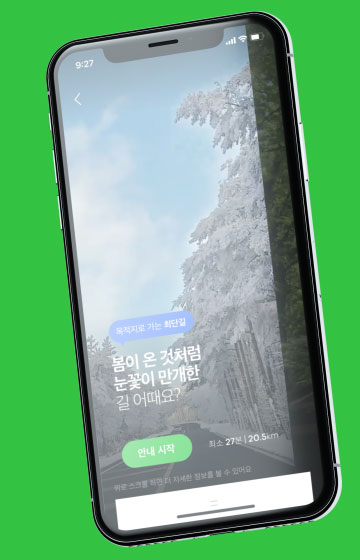 9:27
목적지로 가는 최단길
봄이 온 것처럼
눈꽃이 만개한
길 어때요?
안내 시작
최소 27분 | 20.5km
위로 스크롤 하면 더 자세한 정보를 볼 수 있어요